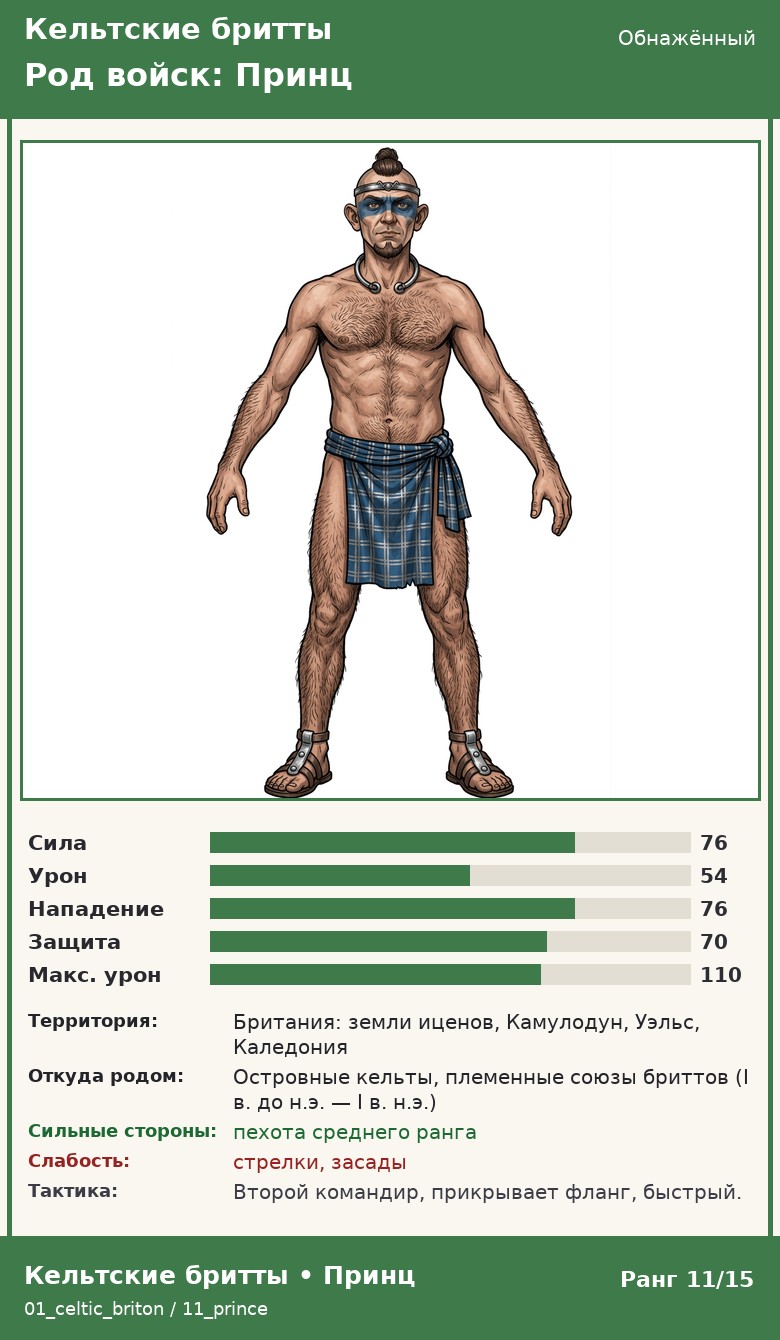 Кельтские бритты
Обнажённый
Род войск: Принц
Сила 76
Урон 54
Нападение 76
Защита 70
Макс. урон 110
Территория: Британия: земли иценов, Камулодун, Уэльс,
Каледония
Откуда родом: Островные кельты, племенные союзы бриттов (I
в. до н.э. — I в. н.э.)
Сильные стороны: пехота среднего ранга
Слабость: стрелки, засады
Тактика: Второй командир, прикрывает фланг, быстрый.
Кельтские бритты • Принц
Ранг 11/15
01_celtic_briton / 11_prince